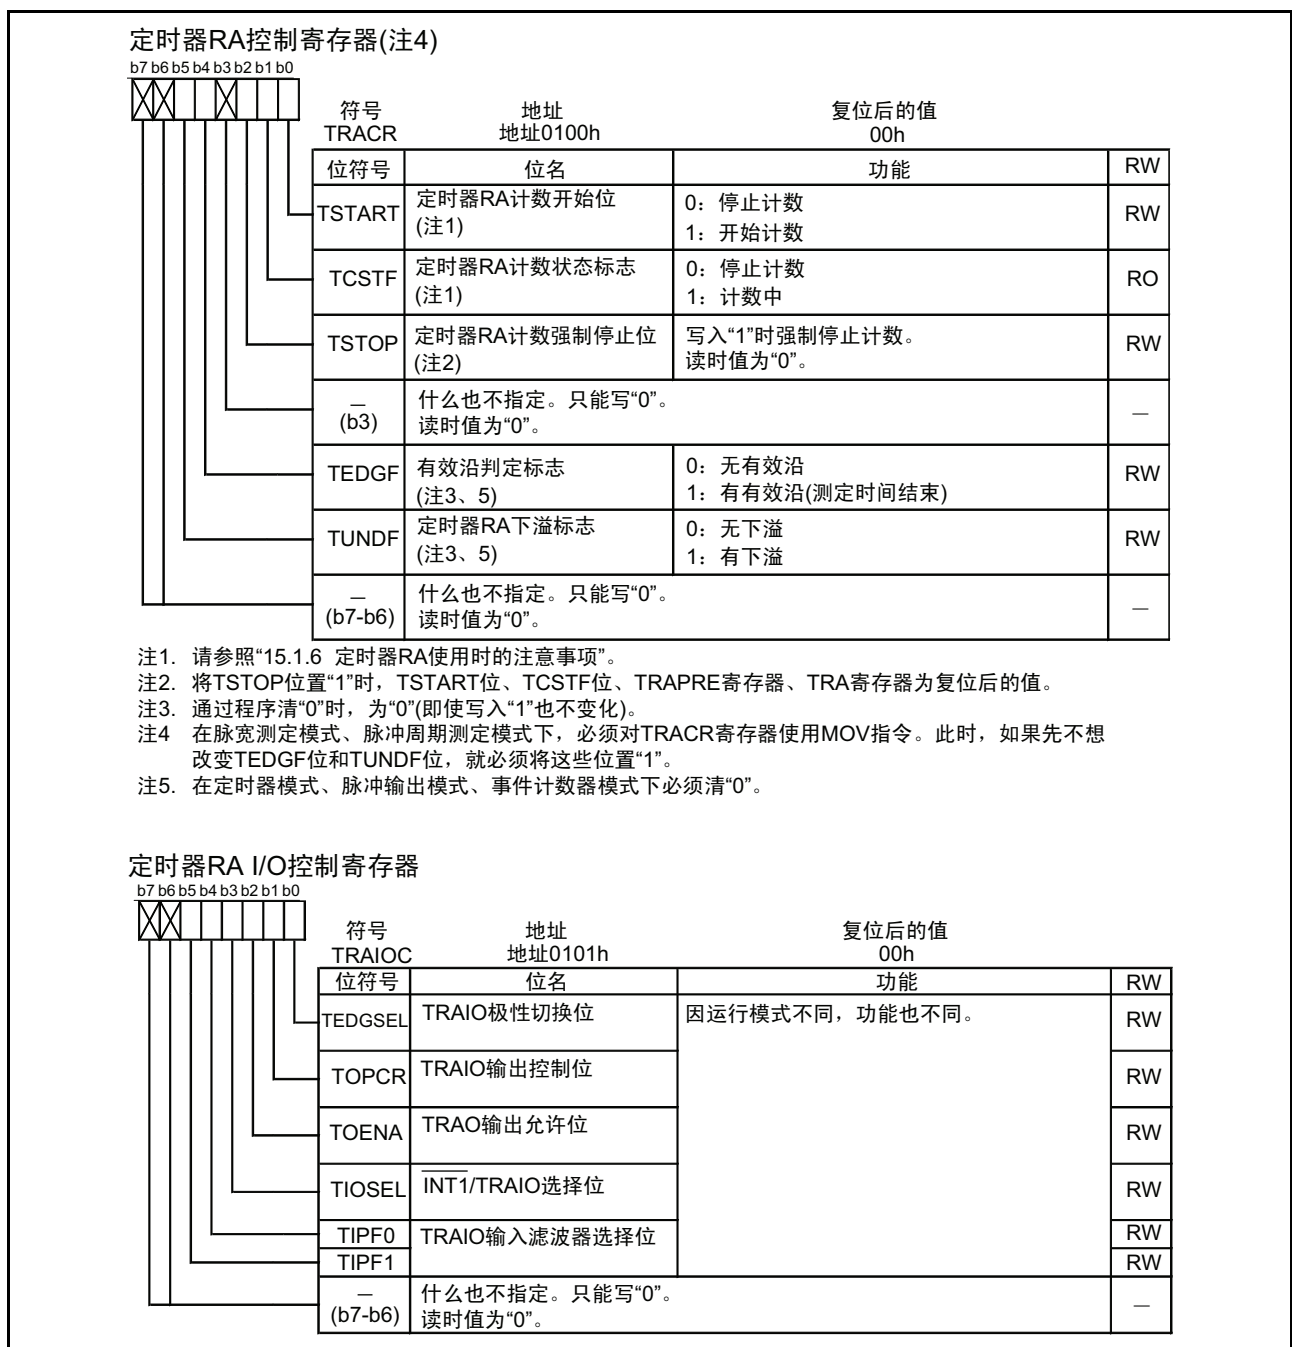 定时器RA控制寄存器(注4)
b7 b6 b5 b4 b3 b2 b1 b0
符号 地址 复位后的值
TRACR 地址0100h 00h
位符号 位名 功能 RW
TSTART 定时器RA计数开始位 (注1) 0：停止计数 1：开始计数 RW
TCSTF 定时器RA计数状态标志 (注1) 0：停止计数 1：计数中 RO
TSTOP 定时器RA计数强制停止位 (注2) 写入“1”时强制停止计数。 读时值为“0”。 RW
— (b3) 什么也不指定。只能写“0”。 读时值为“0”。 —
TEDGF 有效沿判定标志 (注3、5) 0：无有效沿 1：有有效沿(测定时间结束) RW
TUNDF 定时器RA下溢标志 (注3、5) 0：无下溢 1：有下溢 RW
— (b7-b6) 什么也不指定。只能写“0”。 读时值为“0”。 —
注1. 请参照“15.1.6 定时器RA使用时的注意事项”。
注2. 将TSTOP位置“1”时，TSTART位、TCSTF位、TRAPRE寄存器、TRA寄存器为复位后的值。
注3. 通过程序清“0”时，为“0”(即使写入“1”也不变化)。
注4 在脉宽测定模式、脉冲周期测定模式下，必须对TRACR寄存器使用MOV指令。此时，如果先不想
改变TEDGF位和TUNDF位，就必须将这些位置“1”。
注5. 在定时器模式、脉冲输出模式、事件计数器模式下必须清“0”。
定时器RA I/O控制寄存器
b7 b6 b5 b4 b3 b2 b1 b0
符号 地址 复位后的值
TRAIOC 地址0101h 00h
位符号 位名 功能 RW
TEDGSEL TRAIO极性切换位 因运行模式不同，功能也不同。 RW
TOPCR TRAIO输出控制位 RW
TOENA TRAO输出允许位 RW
TIOSEL INT1/TRAIO选择位 RW
TIPF0 TRAIO输入滤波器选择位 RW
TIPF1 RW
— (b7-b6) 什么也不指定。只能写“0”。 读时值为“0”。 —